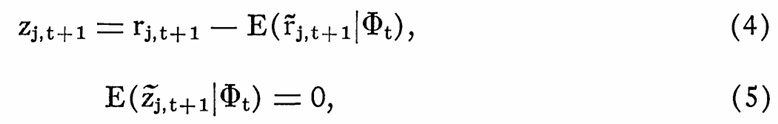 z_{j,t+1} = r_{j,t+1} − E(r̃_{j,t+1}|Φ_t), (4)
E(z̃_{j,t+1}|Φ_t) = 0, (5)